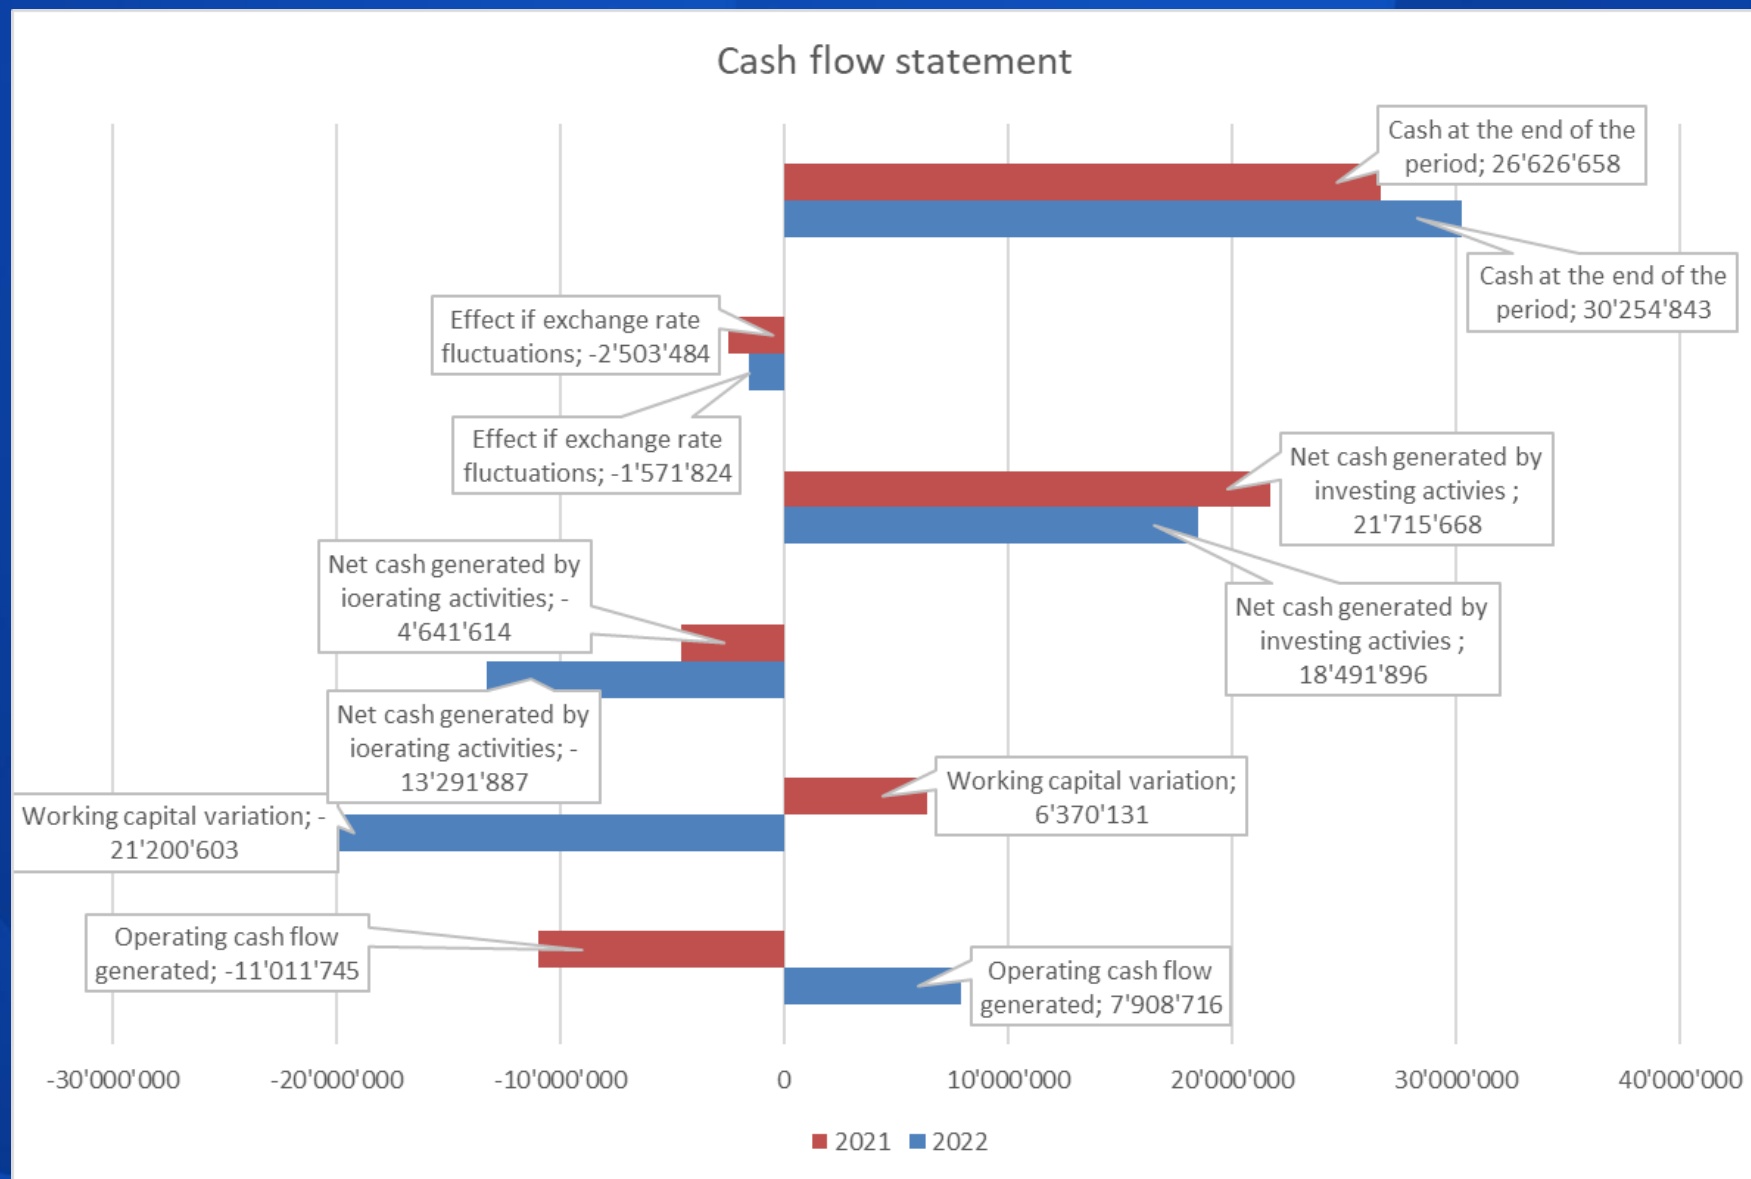 Cash flow statement
Cash at the end of the
period; 26'626'658
Cash at the end of the
period; 30'254'843
Effect if exchange rate
fluctuations; -2'503'484
Effect if exchange rate
fluctuations; -1'571'824
Net cash generated by
investing activies ;
21'715'668
Net cash generated by
investing activies ;
18'491'896
Net cash generated by
ioerating activities; -
4'641'614
Net cash generated by
ioerating activities; -
13'291'887
Working capital variation;
6'370'131
Working capital variation; -
21'200'603
Operating cash flow
generated; -11'011'745
Operating cash flow
generated; 7'908'716
-30'000'000 -20'000'000 -10'000'000 0 10'000'000 20'000'000 30'000'000 40'000'000
2021 2022